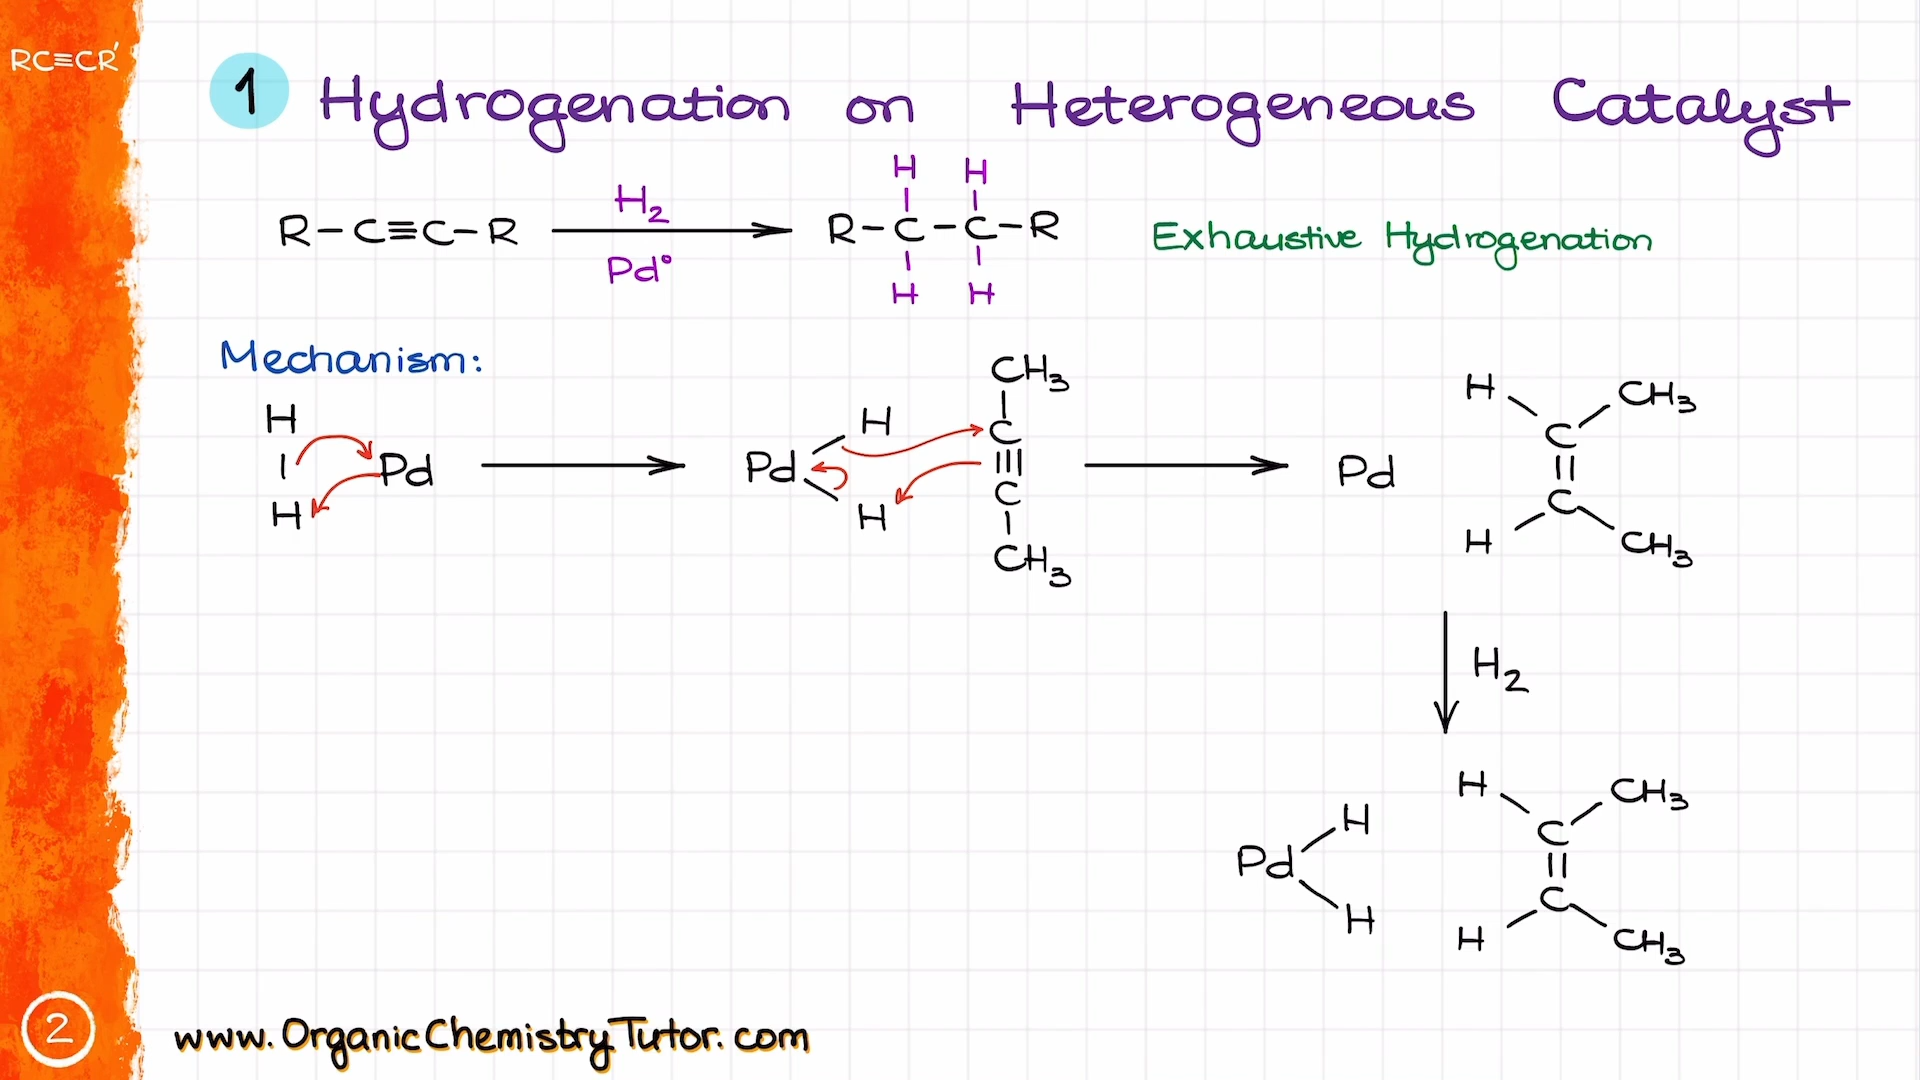 RC≡CR'
1 Hydrogenation on Heterogeneous Catalyst
H H
R-C≡C-R H₂ R-C-C-R Exhaustive Hydrogenation
Pd°
H H
Mechanism:
CH₃
H H C H CH₃
C
Pd Pd ||| Pd ||
H H C C
H CH₃
CH₃
H₂
H CH₃
H C
Pd ||
H C
H CH₃
2 www.OrganicChemistryTutor.com